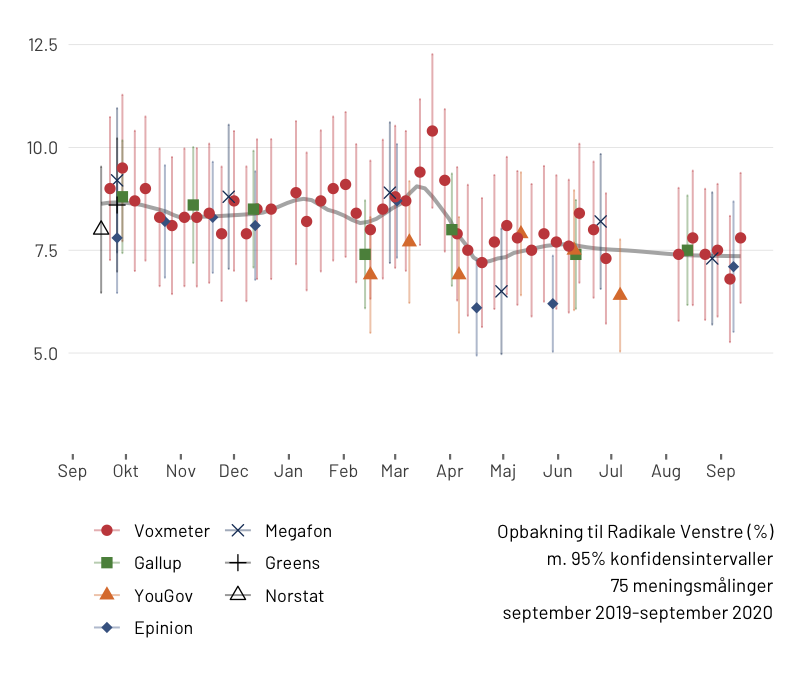 12.5
10.0
7.5
5.0
Sep Okt Nov Dec Jan Feb Mar Apr Maj Jun Jul Aug Sep
Voxmeter Megafon
Gallup Greens
YouGov Norstat
Epinion
Opbakning til Radikale Venstre (%)
m. 95% konfidensintervaller
75 meningsmålinger
september 2019-september 2020